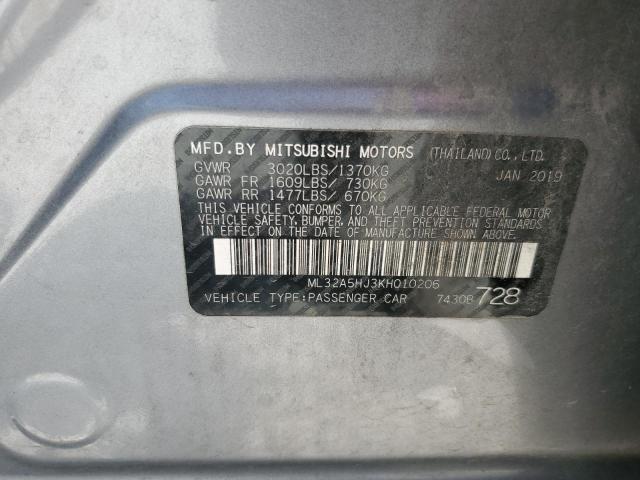 MFD. BY MITSUBISHI MOTORS (THAILAND) CO., LTD.
GVWR 3020LBS/1370KG JAN 2019
GAWR FR 1609LBS/ 730KG
GAWR RR 1477LBS/ 670KG
THIS VEHICLE CONFORMS TO ALL APPLICABLE FEDERAL MOTOR
VEHICLE SAFETY, BUMPER, AND THEFT PREVENTION STANDARDS
IN EFFECT ON THE DATE OF MANUFACTURE SHOWN ABOVE.
ML32A5HJ3KH010206
VEHICLE TYPE:PASSENGER CAR 74308 728